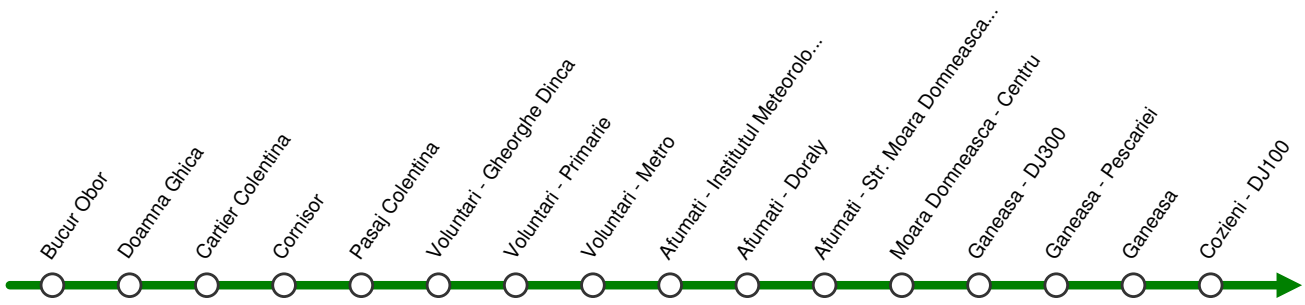 Bucur Obor
Doamna Ghica
Cartier Colentina
Cornisor
Pasaj Colentina
Voluntari - Gheorghe Dinca
Voluntari - Primarie
Voluntari - Metro
Afumati - Institutul Meteorolo...
Afumati - Doraly
Afumati - Str. Moara Domneasca...
Moara Domneasca - Centru
Ganeasa - DJ300
Ganeasa - Pescariei
Ganeasa
Cozieni - DJ100